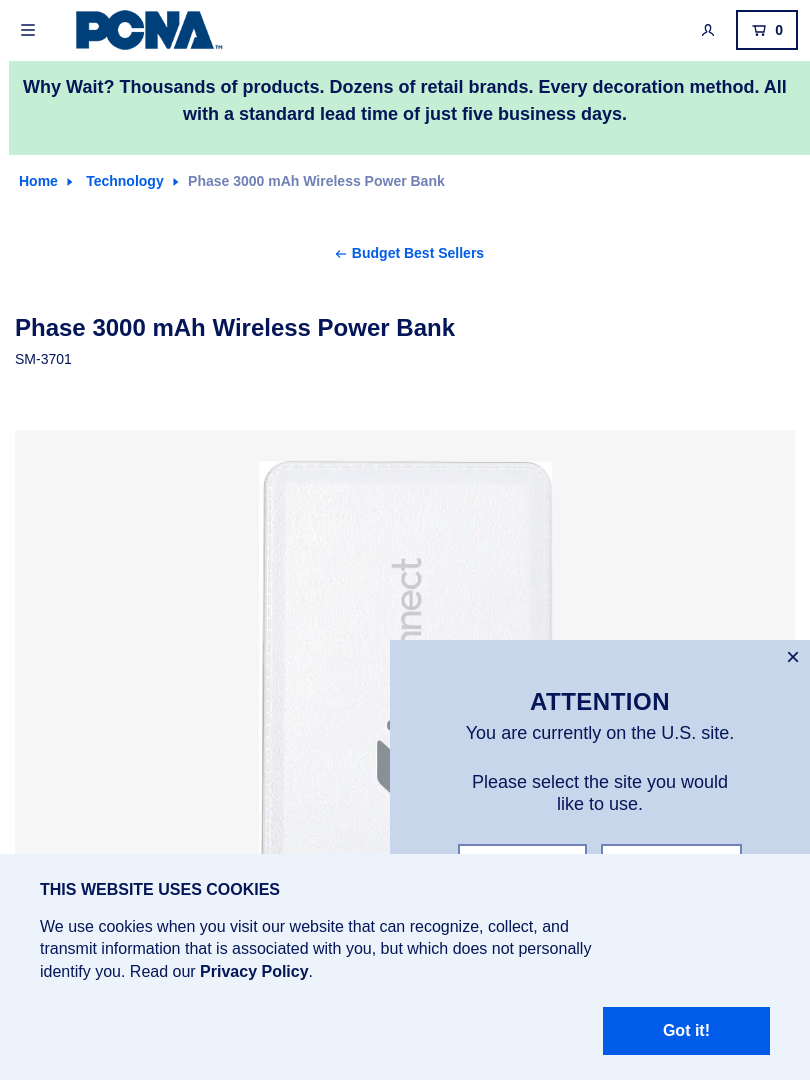 PCNA™
0
Why Wait? Thousands of products. Dozens of retail brands. Every decoration method. All
with a standard lead time of just five business days.
Home Technology Phase 3000 mAh Wireless Power Bank
Budget Best Sellers
Phase 3000 mAh Wireless Power Bank
SM-3701
nnect
ATTENTION
You are currently on the U.S. site.
Please select the site you would
like to use.
THIS WEBSITE USES COOKIES
We use cookies when you visit our website that can recognize, collect, and
transmit information that is associated with you, but which does not personally
identify you. Read our Privacy Policy.
Got it!